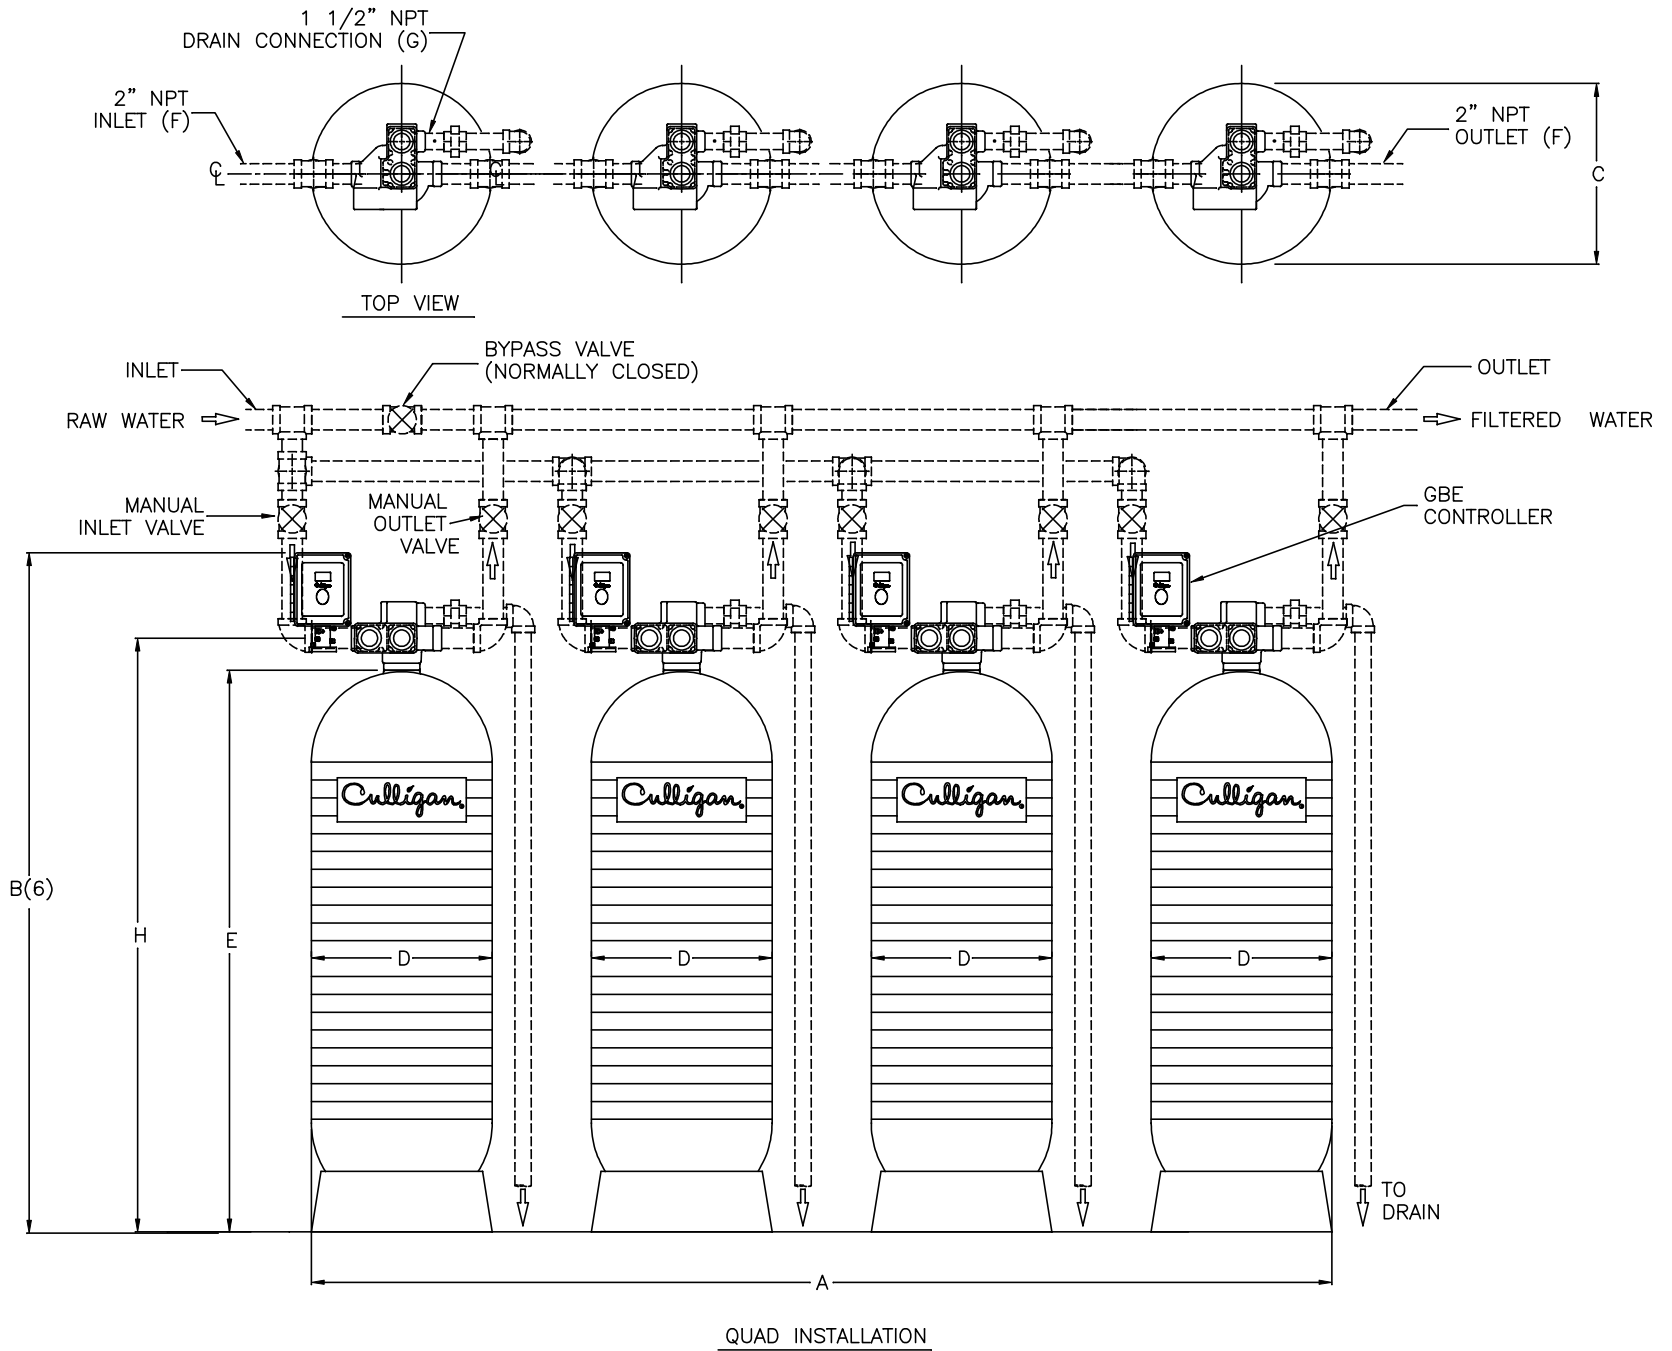 1 1/2" NPT
DRAIN CONNECTION (G)
2" NPT
INLET (F)
2" NPT
OUTLET (F)
℄
C
TOP VIEW
BYPASS VALVE
(NORMALLY CLOSED)
INLET
OUTLET
RAW WATER
FILTERED WATER
MANUAL
INLET VALVE
MANUAL
OUTLET
VALVE
GBE
CONTROLLER
Culligan
Culligan
Culligan
Culligan
B(6)
H
E
D
D
D
D
TO
DRAIN
A
QUAD INSTALLATION